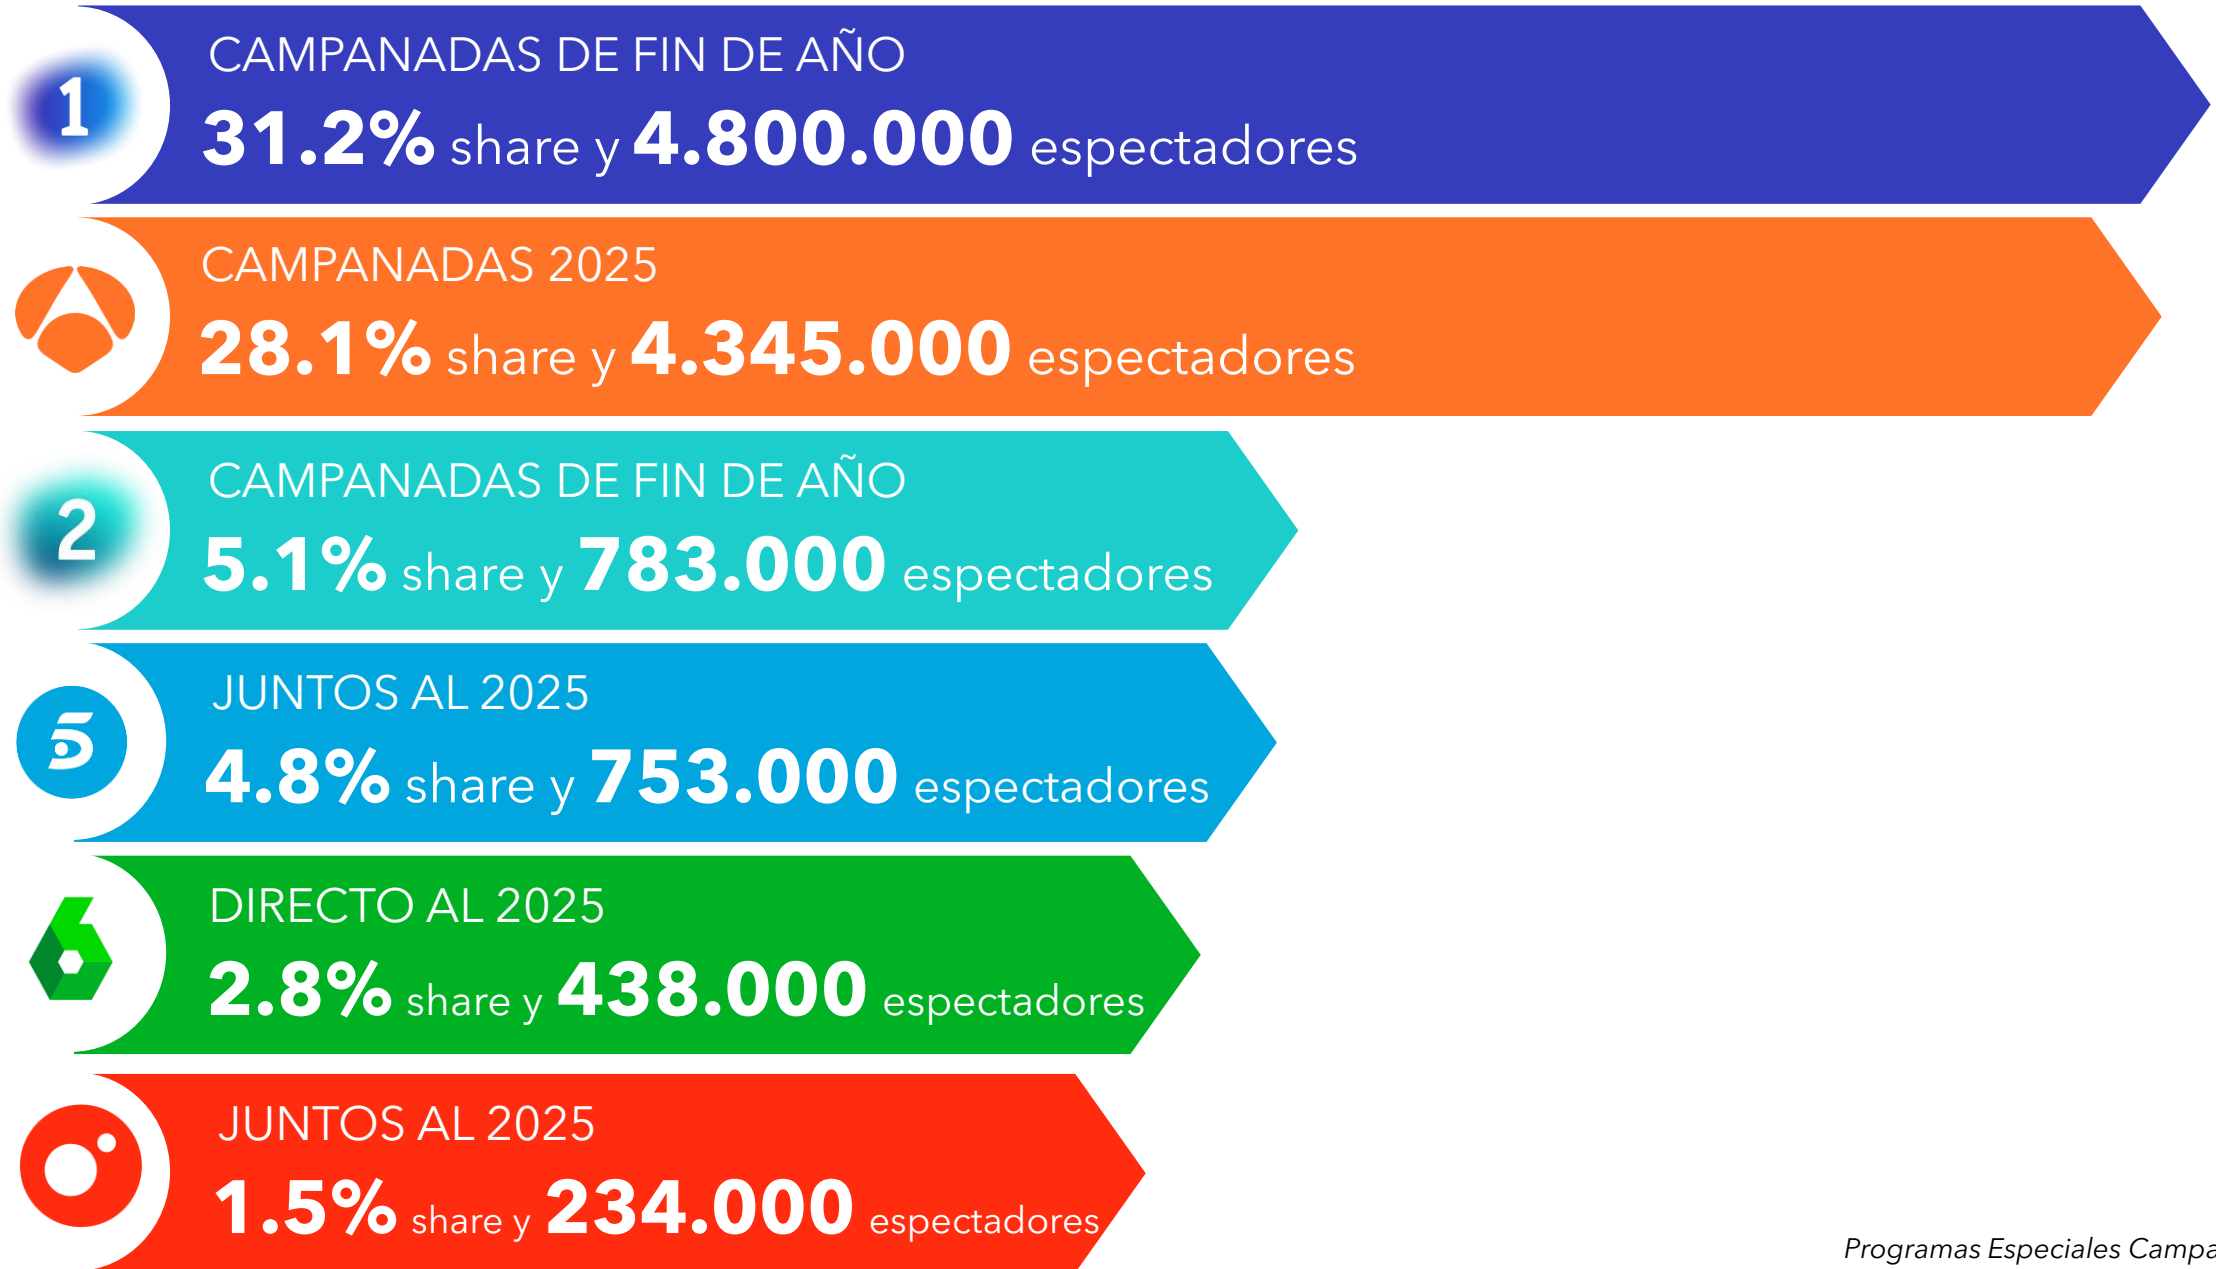 1
CAMPANADAS DE FIN DE AÑO
31.2% share y 4.800.000 espectadores
CAMPANADAS 2025
28.1% share y 4.345.000 espectadores
2
CAMPANADAS DE FIN DE AÑO
5.1% share y 783.000 espectadores
5
JUNTOS AL 2025
4.8% share y 753.000 espectadores
6
DIRECTO AL 2025
2.8% share y 438.000 espectadores
JUNTOS AL 2025
1.5% share y 234.000 espectadores
Programas Especiales